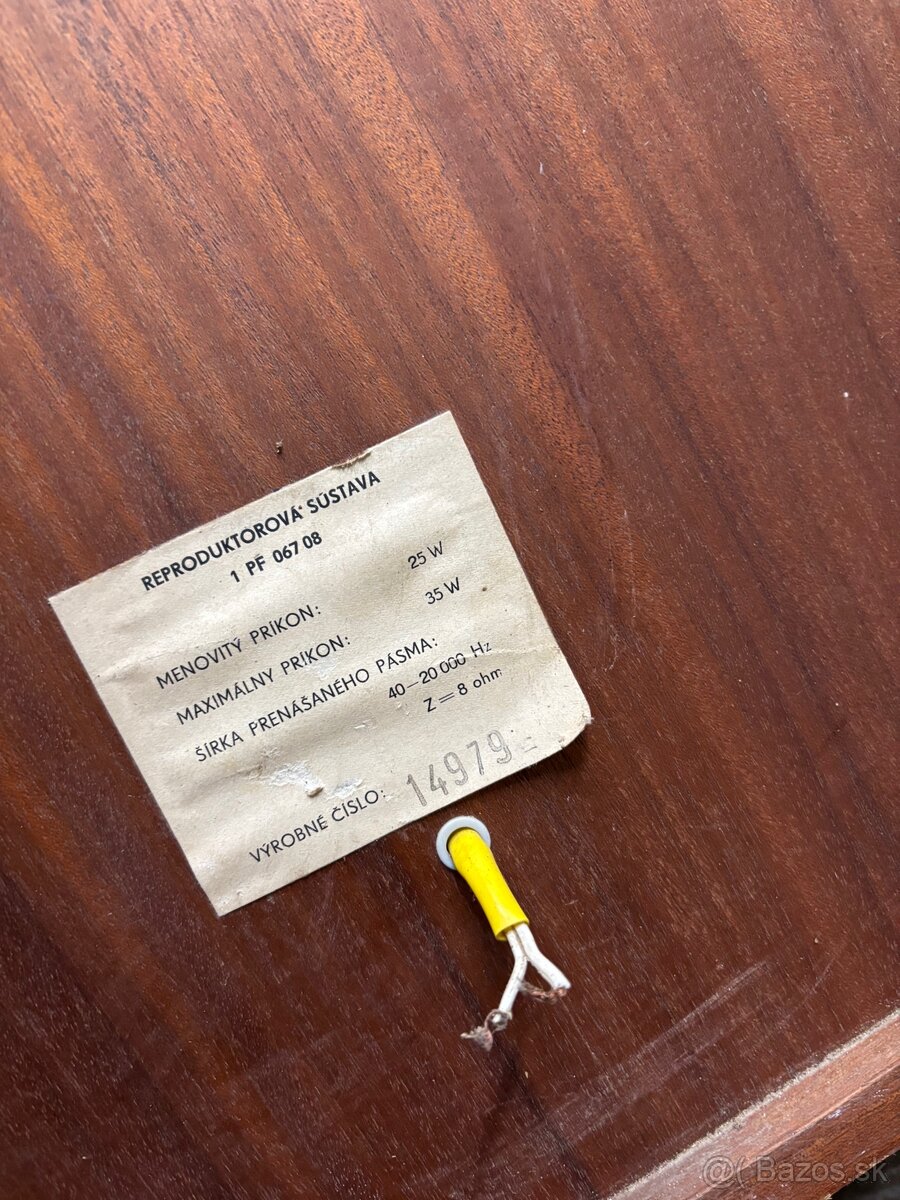 REPRODUKTOROVÁ SÚSTAVA
1 PF 067 08
MENOVITÝ PRÍKON: 25 W
MAXIMÁLNY PRÍKON: 35 W
ŠÍRKA PRENÁŠANÉHO PÁSMA:
40—20 000 Hz
Z = 8 ohm
VÝROBNÉ ČÍSLO: 14979
@( Bazos.sk